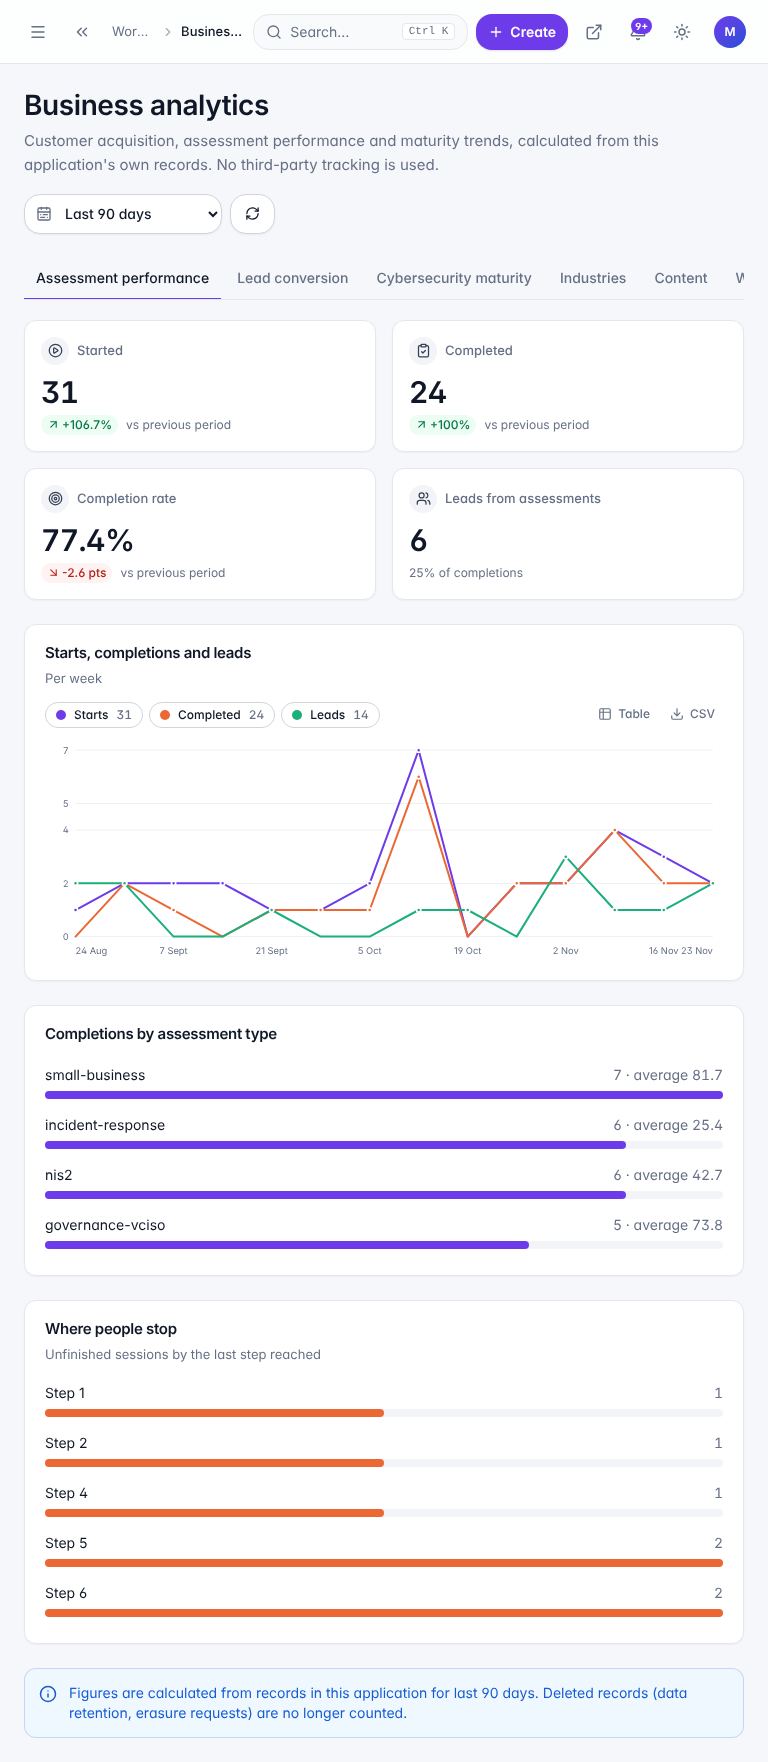 Wor...
Busines...
Search...
Ctrl K
Create
9+
M
Business analytics
Customer acquisition, assessment performance and maturity trends, calculated from this
application's own records. No third-party tracking is used.
Last 90 days
Assessment performance
Lead conversion
Cybersecurity maturity
Industries
Content
Started
31
+106.7% vs previous period
Completed
24
+100% vs previous period
Completion rate
77.4%
-2.6 pts vs previous period
Leads from assessments
6
25% of completions
Starts, completions and leads
Per week
Starts 31
Completed 24
Leads 14
Table
CSV
7
5
4
2
0
24 Aug
7 Sept
21 Sept
5 Oct
19 Oct
2 Nov
16 Nov
23 Nov
Completions by assessment type
small-business 7 · average 81.7
incident-response 6 · average 25.4
nis2 6 · average 42.7
governance-vciso 5 · average 73.8
Where people stop
Unfinished sessions by the last step reached
Step 1 1
Step 2 1
Step 4 1
Step 5 2
Step 6 2
Figures are calculated from records in this application for last 90 days. Deleted records (data
retention, erasure requests) are no longer counted.